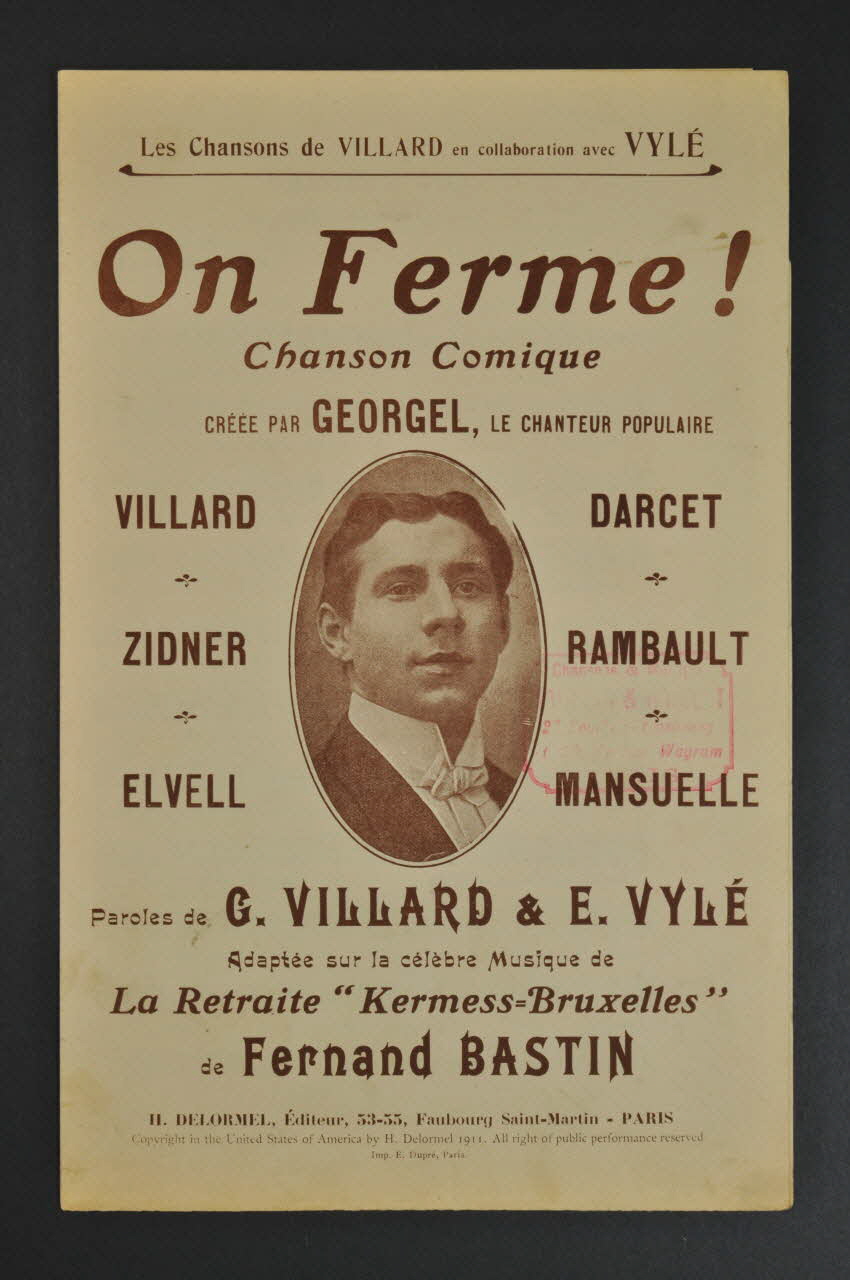 Les Chansons de VILLARD en collaboration avec VYLÉ
On Ferme !
Chanson Comique
CRÉÉE PAR GEORGEL, LE CHANTEUR POPULAIRE
VILLARD
ZIDNER
ELVELL
DARCET
RAMBAULT
MANSUELLE
Chansons &
Wagram
Paroles de G. VILLARD & E. VYLÉ
Adaptée sur la célèbre Musique de
La Retraite “Kermess=Bruxelles”
de Fernand BASTIN
H. DELORMEL, Éditeur, 53-55, Faubourg Saint-Martin - PARIS
Copyright in the United States of America by H. Delormel 1911. All right of public performance reserved
Imp. E. Dupré, Paris.